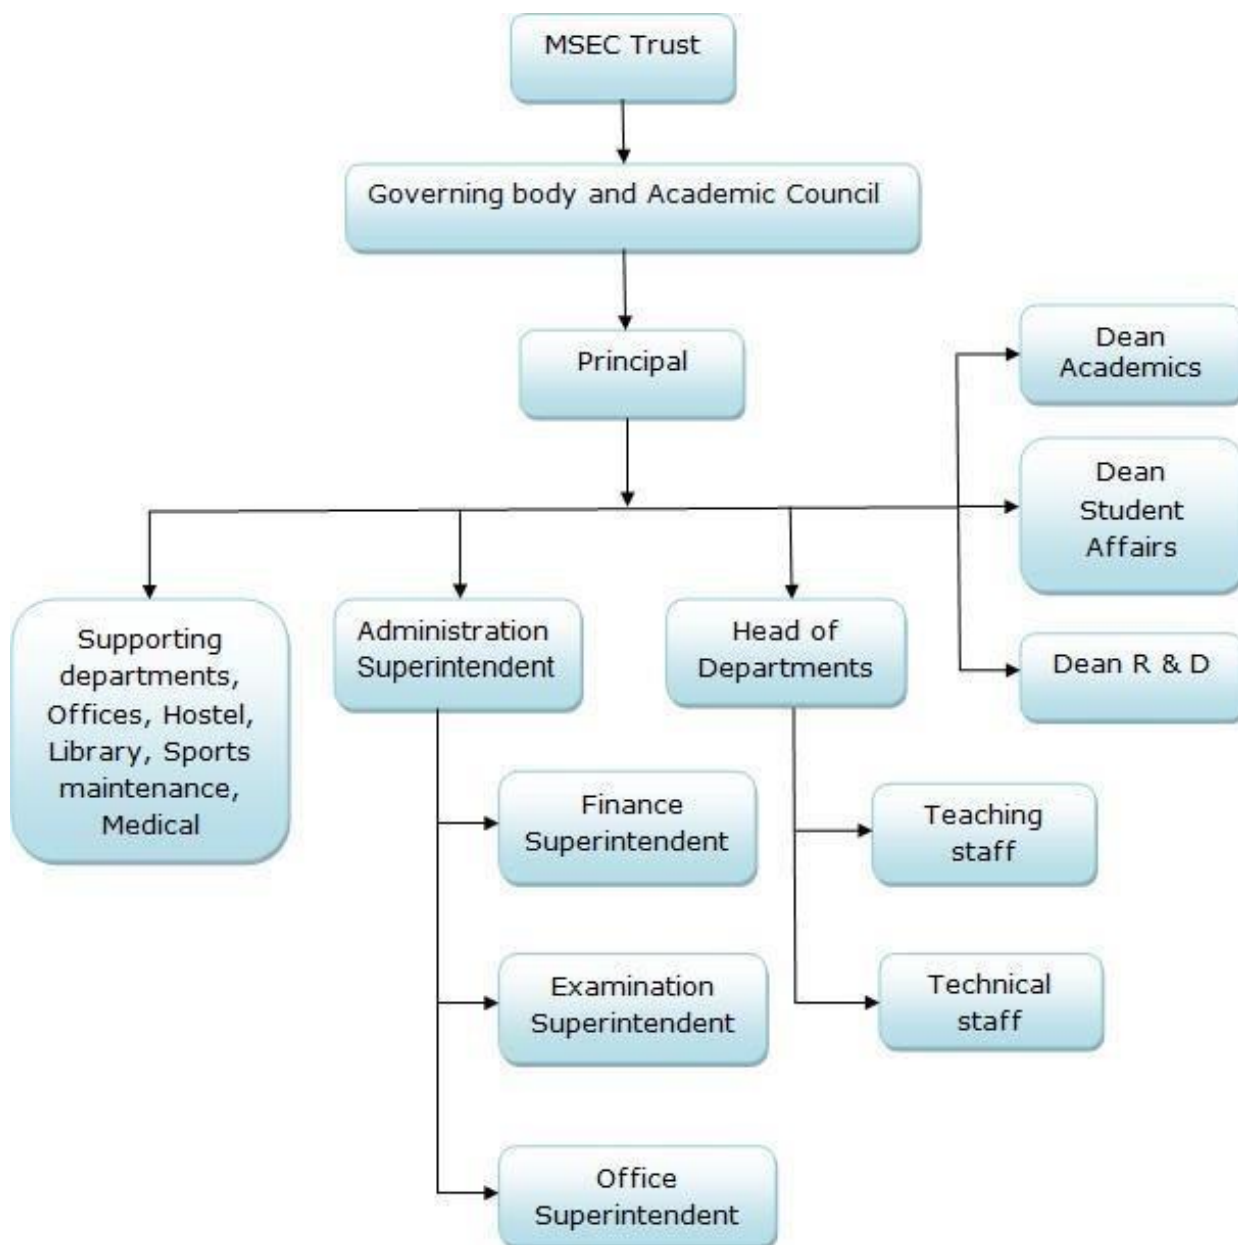 MSEC Trust
Governing body and Academic Council
Principal
Dean
Academics
Dean
Student
Affairs
Dean R & D
Supporting
departments,
Offices, Hostel,
Library, Sports
maintenance,
Medical
Administration
Superintendent
Head of
Departments
Finance
Superintendent
Teaching
staff
Examination
Superintendent
Technical
staff
Office
Superintendent